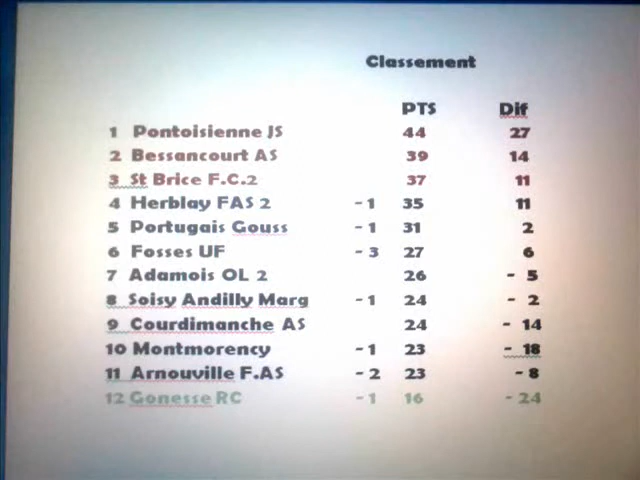 Classement
PTS Dif
1 Pontoisienne JS 44 27
2 Bessancourt AS 39 14
3 St Brice F.C.2 37 11
4 Herblay FAS 2 - 1 35 11
5 Portugais Gouss - 1 31 2
6 Fosses UF - 3 27 6
7 Adamois OL 2 26 - 5
8 Soisy Andilly Marg - 1 24 - 2
9 Courdimanche AS 24 - 14
10 Montmorency - 1 23 - 18
11 Arnouville F.AS - 2 23 - 8
12 Gonesse RC - 1 16 - 24